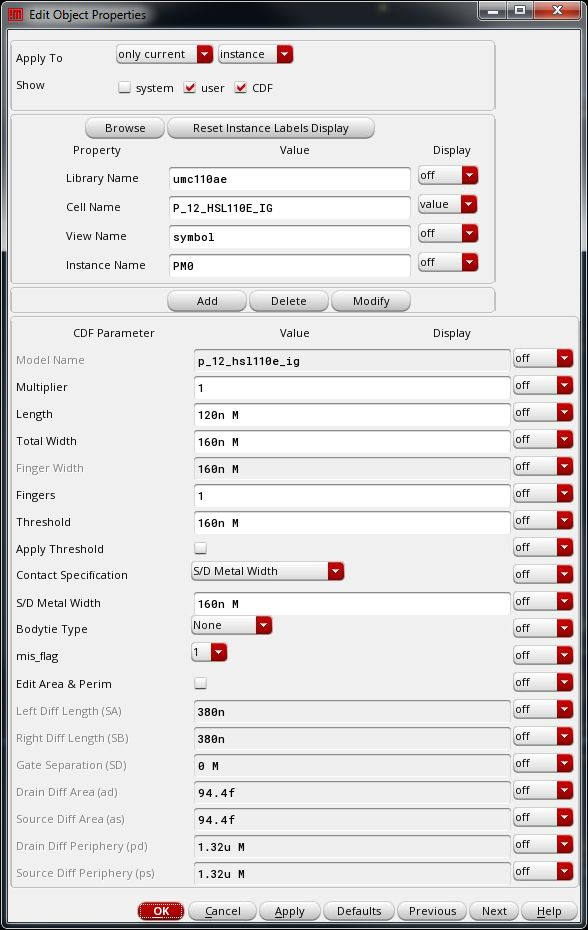 Edit Object Properties
Apply To only current instance
Show system user CDF
Browse Reset Instance Labels Display
Property Value Display
Library Name umc110ae off
Cell Name P_12_HSL110E_IG value
View Name symbol off
Instance Name PM0 off
Add Delete Modify
CDF Parameter Value Display
Model Name p_12_hsl110e_ig off
Multiplier 1 off
Length 120n M off
Total Width 160n M off
Finger Width 160n M off
Fingers 1 off
Threshold 160n M off
Apply Threshold off
Contact Specification S/D Metal Width off
S/D Metal Width 160n M off
Bodytie Type None off
mis_flag 1 off
Edit Area & Perim off
Left Diff Length (SA) 380n off
Right Diff Length (SB) 380n off
Gate Separation (SD) 0 M off
Drain Diff Area (ad) 94.4f off
Source Diff Area (as) 94.4f off
Drain Diff Periphery (pd) 1.32u M off
Source Diff Periphery (ps) 1.32u M off
OK Cancel Apply Defaults Previous Next Help